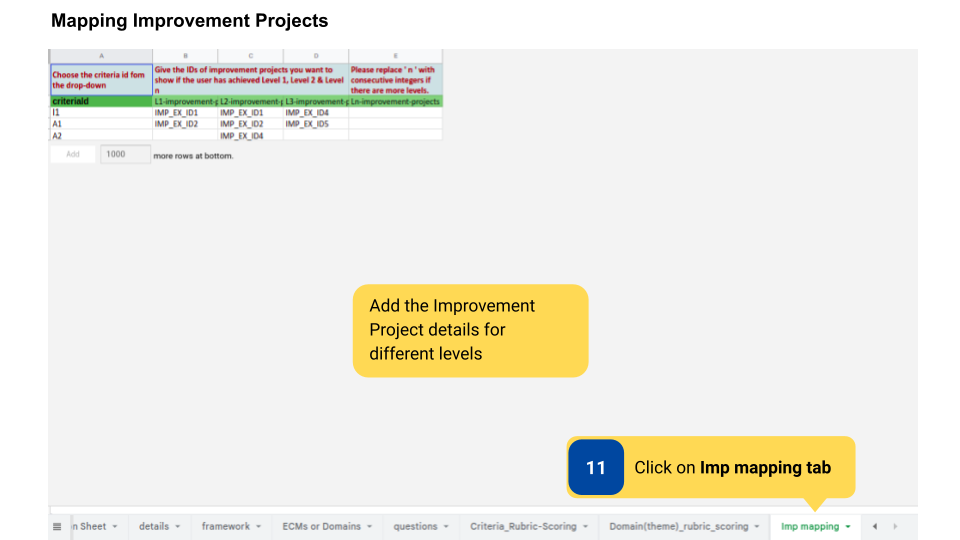 Mapping Improvement Projects
A B C D E
Choose the criteria id fom
the drop-down
Give the IDs of improvement projects you want to
show if the user has achieved Level 1, Level 2 & Level
n
Please replace ' n ' with
consecutive integers if
there are more levels.
criteriaId L1-improvement-p L2-improvement-p L3-improvement-p Ln-improvement-projects
I1 IMP_EX_ID1 IMP_EX_ID1 IMP_EX_ID4
A1 IMP_EX_ID2 IMP_EX_ID2 IMP_EX_ID5
A2 IMP_EX_ID4
Add 1000 more rows at bottom.
Add the Improvement
Project details for
different levels
11 Click on Imp mapping tab
n Sheet details framework ECMs or Domains questions Criteria_Rubric-Scoring Domain(theme)_rubric_scoring Imp mapping